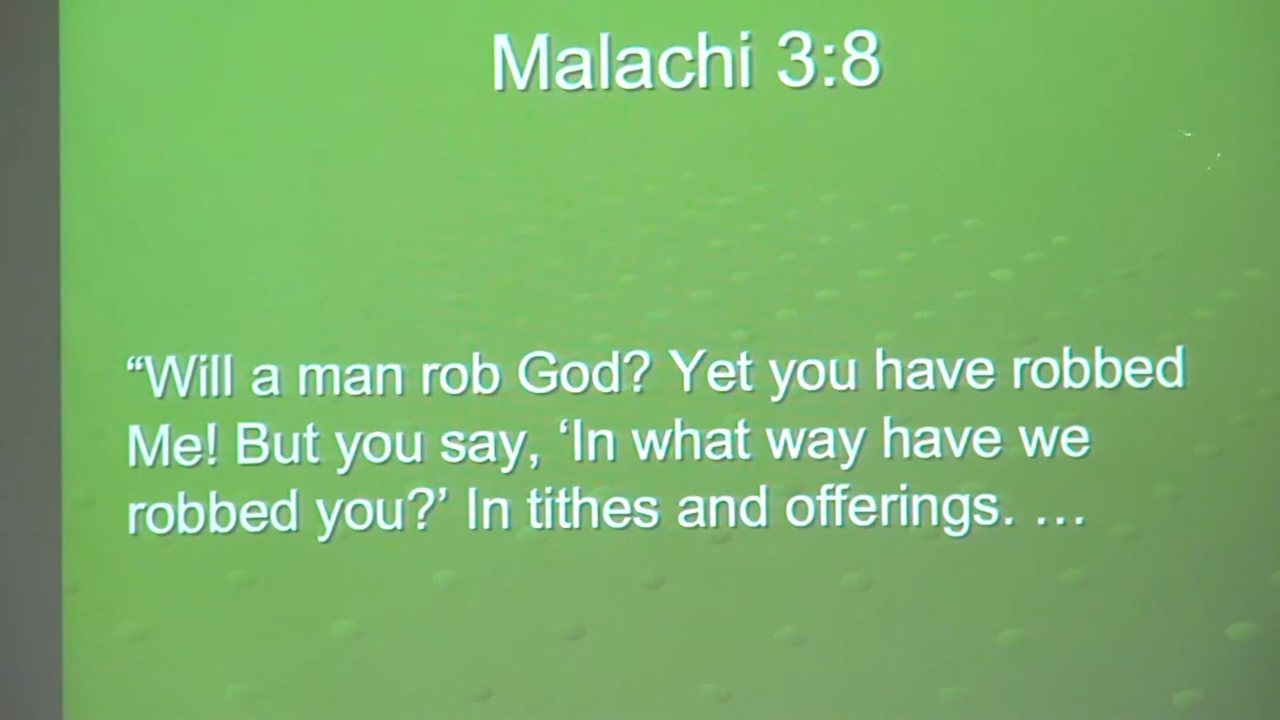 Malachi 3:8
“Will a man rob God? Yet you have robbed
Me! But you say, ‘In what way have we
robbed you?’ In tithes and offerings. …